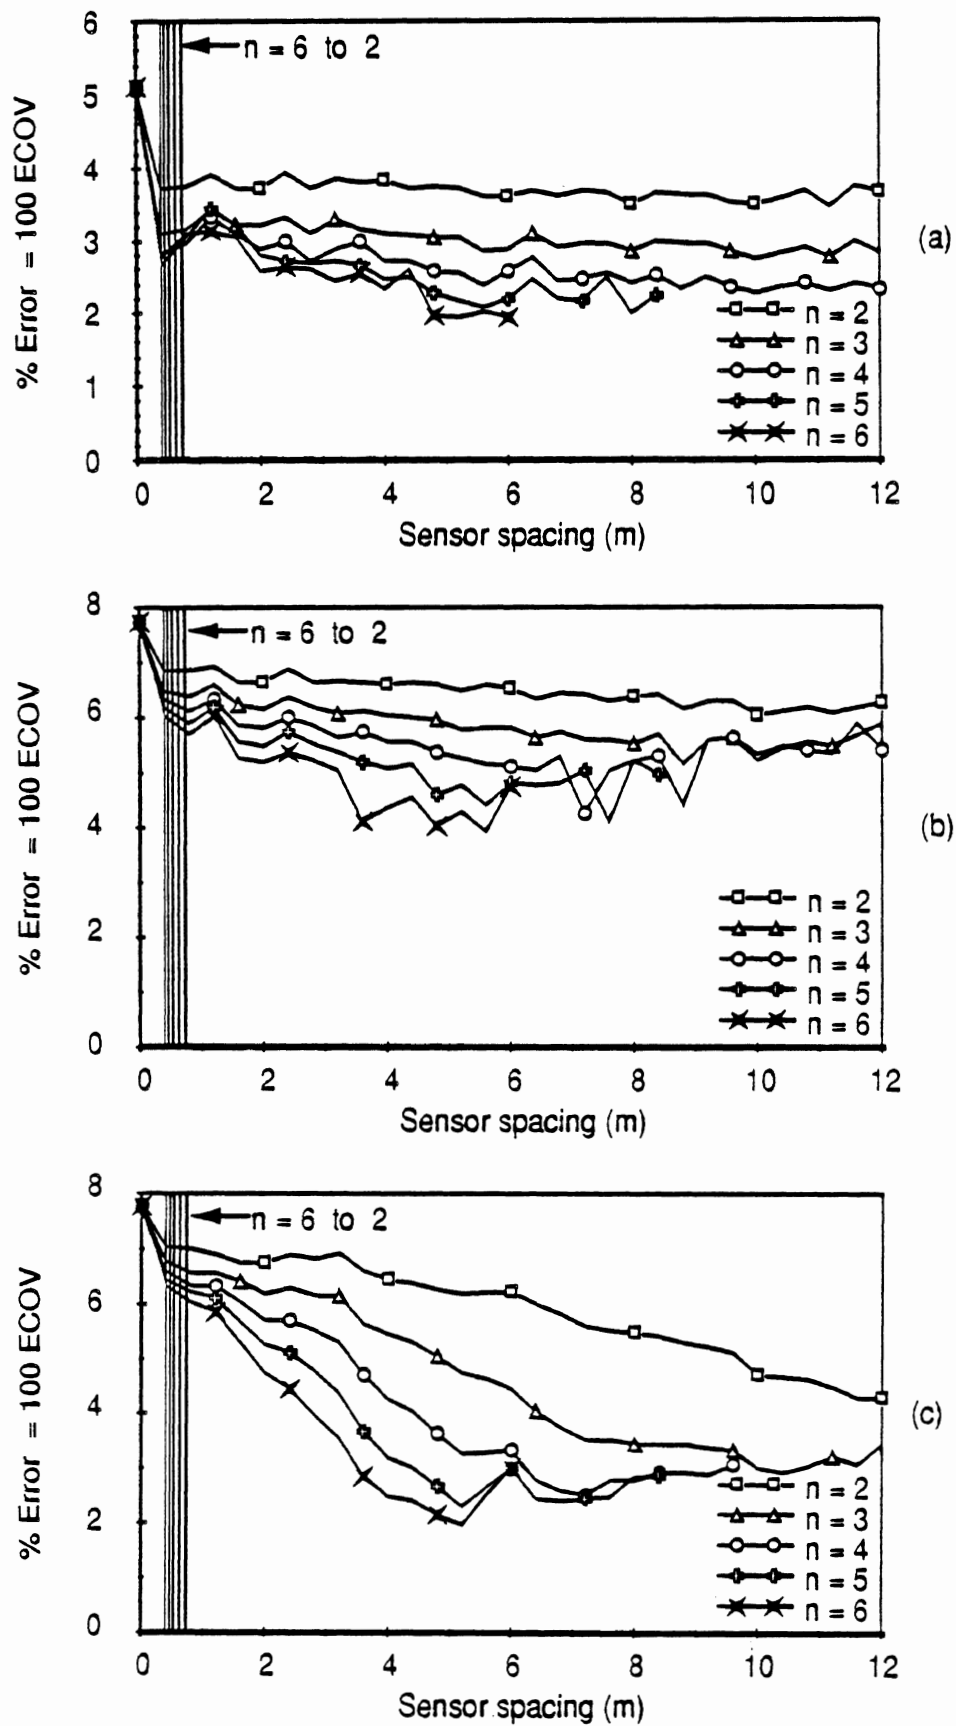 6
n = 6 to 2
5
4
3
2
1
0
% Error = 100 ECOV
(a)
n = 2
n = 3
n = 4
n = 5
n = 6
0 2 4 6 8 10 12
Sensor spacing (m)
8
n = 6 to 2
6
4
2
0
% Error = 100 ECOV
(b)
n = 2
n = 3
n = 4
n = 5
n = 6
0 2 4 6 8 10 12
Sensor spacing (m)
8
n = 6 to 2
6
4
2
0
% Error = 100 ECOV
(c)
n = 2
n = 3
n = 4
n = 5
n = 6
0 2 4 6 8 10 12
Sensor spacing (m)